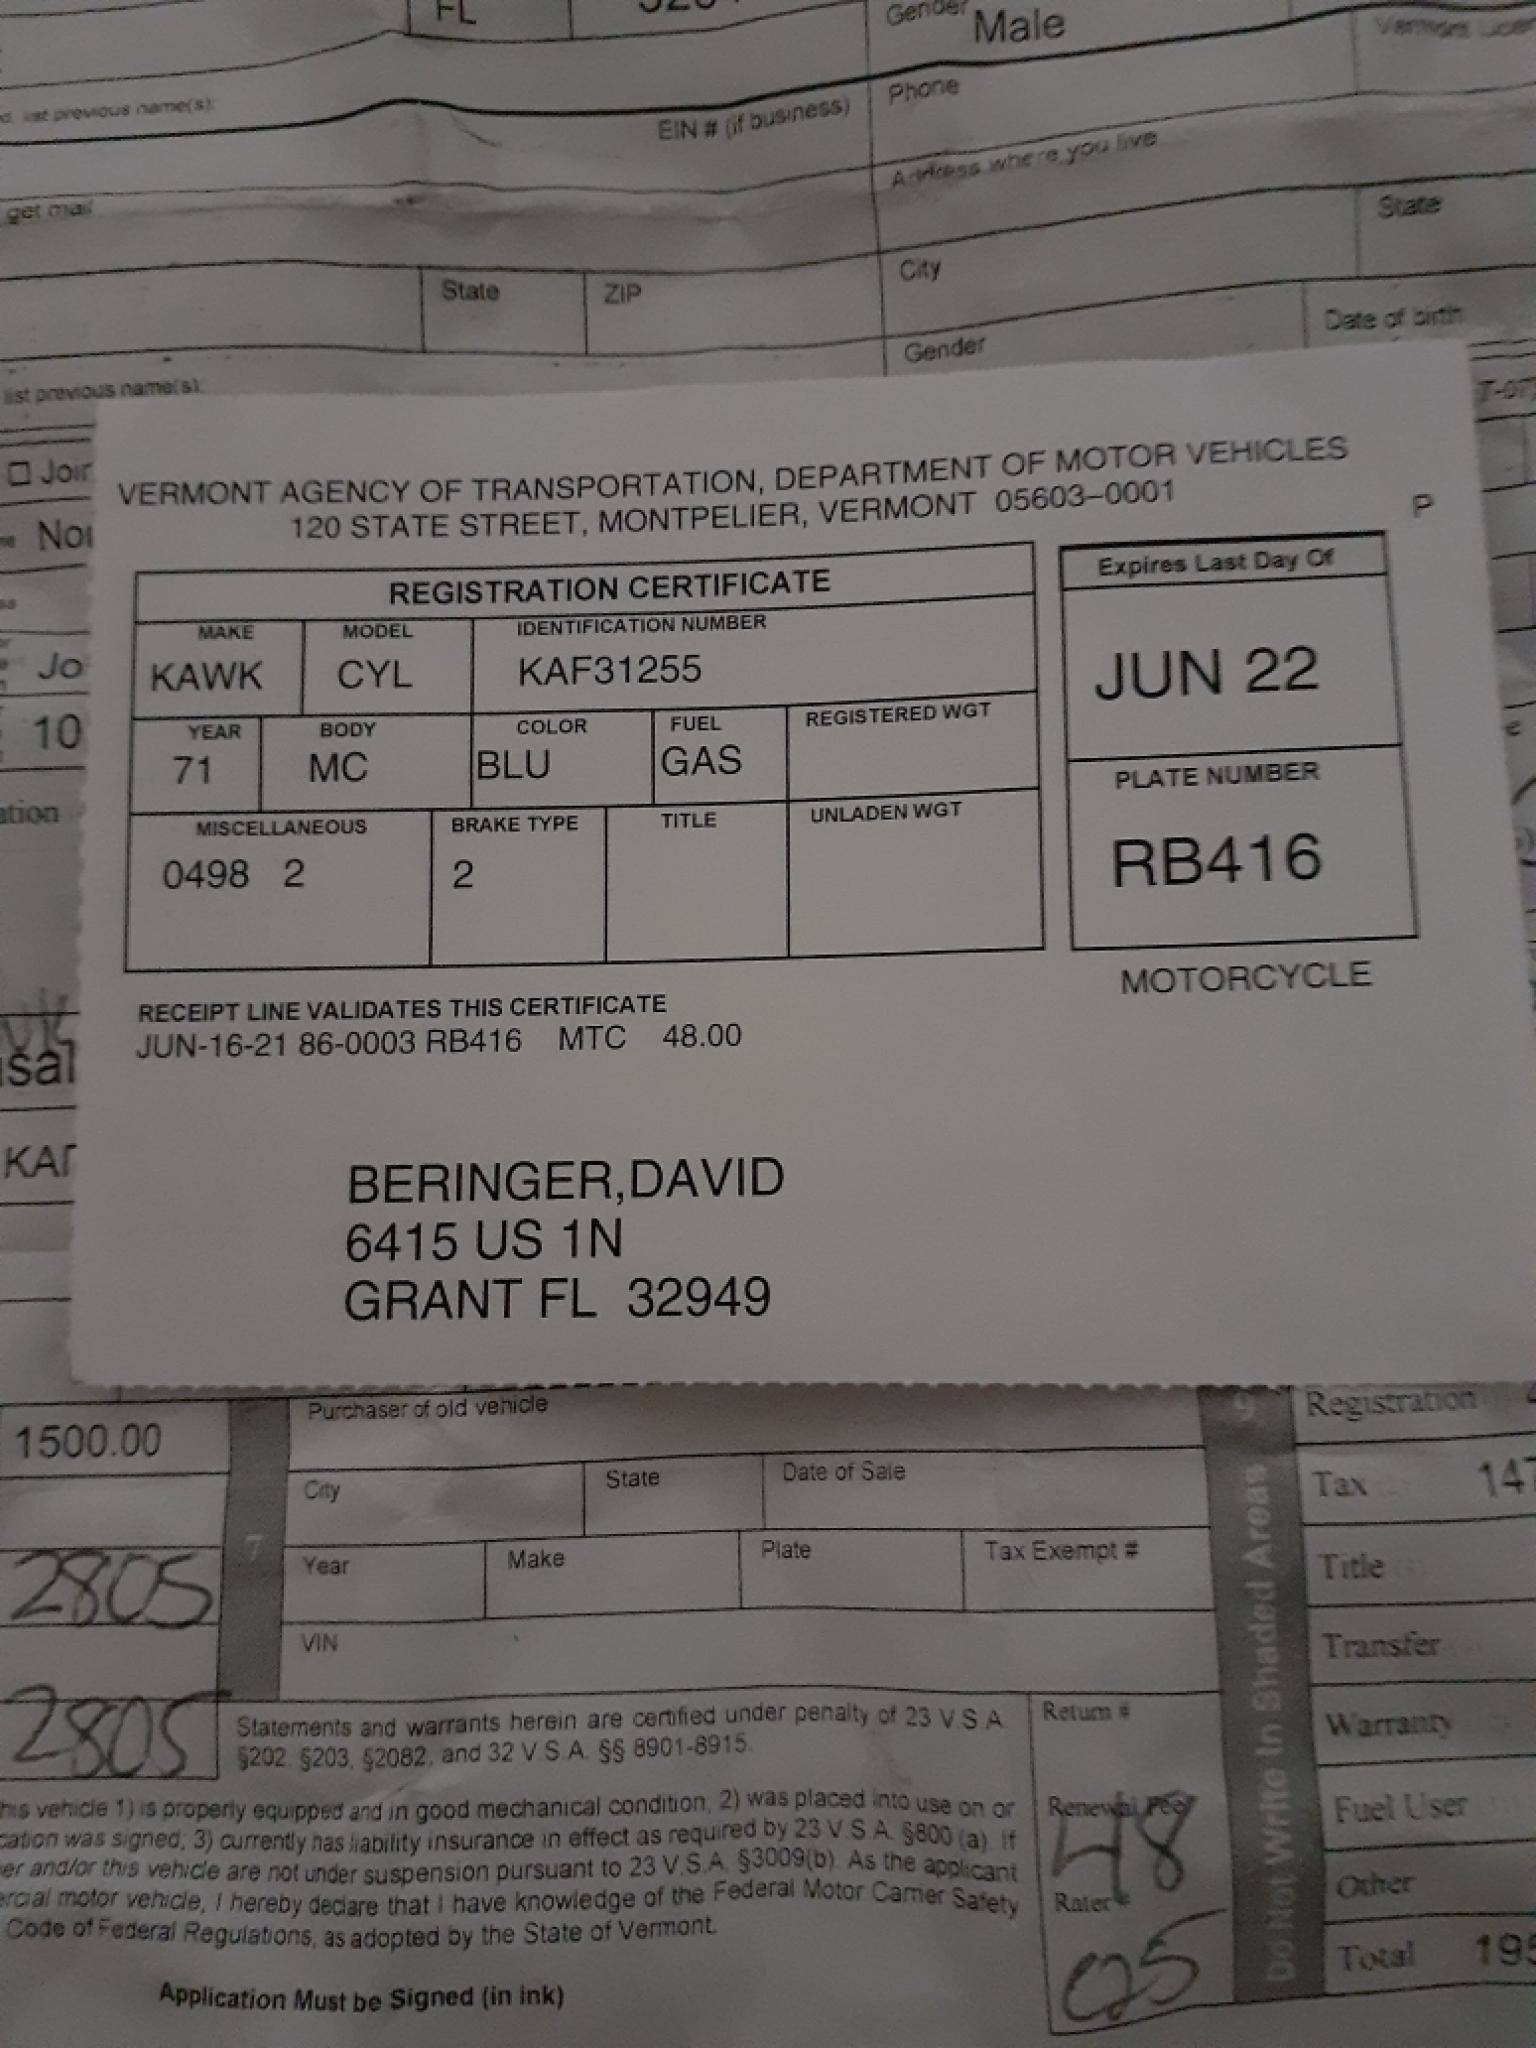 FL
Gender
Male
list previous name(s):
EIN # (if business)
Phone
Address where you live
get mail
State
State
ZIP
City
Date of birth
Gender
list previous name(s):
VERMONT AGENCY OF TRANSPORTATION, DEPARTMENT OF MOTOR VEHICLES
120 STATE STREET, MONTPELIER, VERMONT 05603-0001
P
REGISTRATION CERTIFICATE
Expires Last Day Of
MAKE MODEL IDENTIFICATION NUMBER
KAWK CYL KAF31255
JUN 22
YEAR BODY COLOR FUEL REGISTERED WGT
71 MC BLU GAS
PLATE NUMBER
MISCELLANEOUS BRAKE TYPE TITLE UNLADEN WGT
0498 2 2
RB416
MOTORCYCLE
RECEIPT LINE VALIDATES THIS CERTIFICATE
JUN-16-21 86-0003 RB416 MTC 48.00
BERINGER,DAVID
6415 US 1N
GRANT FL 32949
1500.00
Purchaser of old vehicle
Registration
City State Date of Sale
Tax
2805
7
Year Make Plate Tax Exempt #
Title
VIN
Transfer
2805
Statements and warrants herein are certified under penalty of 23 V.S.A.
§202. §203, §2082, and 32 V.S.A. §§ 8901-8915.
Return #
Warranty
Do Not Write In Shaded Areas
his vehicle 1) is properly equipped and in good mechanical condition, 2) was placed into use on or
cation was signed; 3) currently has liability insurance in effect as required by 23 V.S.A. §800 (a). If
er and/or this vehicle are not under suspension pursuant to 23 V.S.A. §3009(b). As the applicant
ercial motor vehicle, I hereby declare that I have knowledge of the Federal Motor Carrier Safety
Code of Federal Regulations, as adopted by the State of Vermont.
Renewal Fee
48
Fuel User
Rater #
025
Other
Total
Application Must be Signed (in ink)